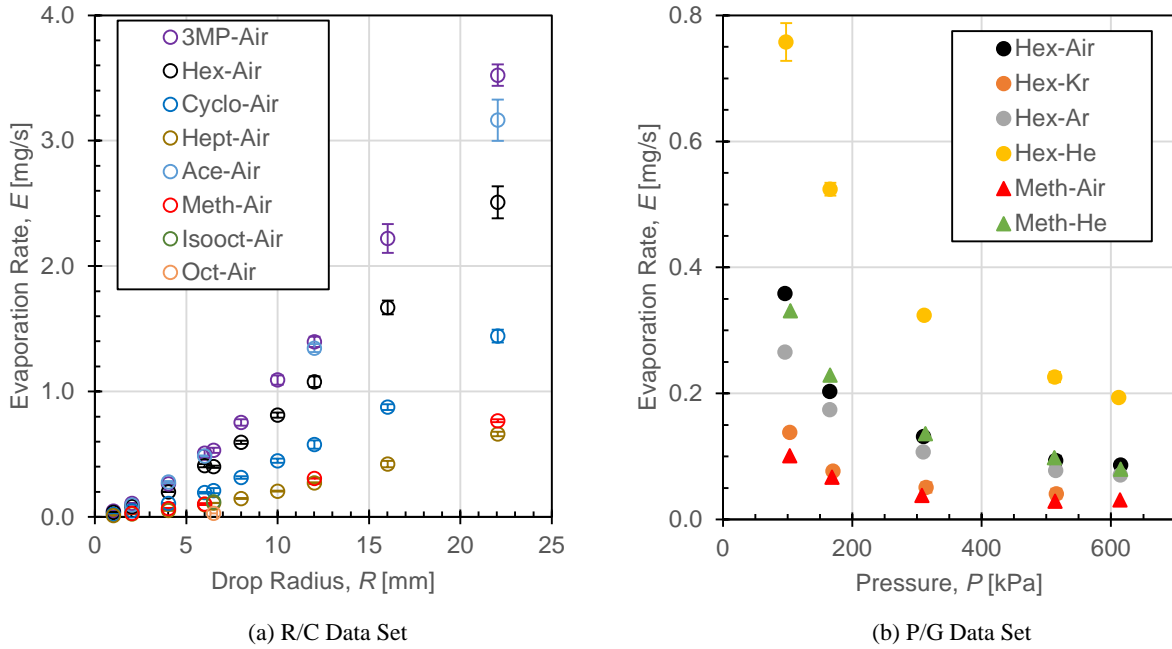 4.0
3.0
2.0
1.0
0.0
0
5
10
15
20
25
Evaporation Rate, E [mg/s]
Drop Radius, R [mm]
3MP-Air
Hex-Air
Cyclo-Air
Hept-Air
Ace-Air
Meth-Air
Isooct-Air
Oct-Air
(a) R/C Data Set
0.8
0.6
0.4
0.2
0.0
0
200
400
600
Evaporation Rate, E [mg/s]
Pressure, P [kPa]
Hex-Air
Hex-Kr
Hex-Ar
Hex-He
Meth-Air
Meth-He
(b) P/G Data Set